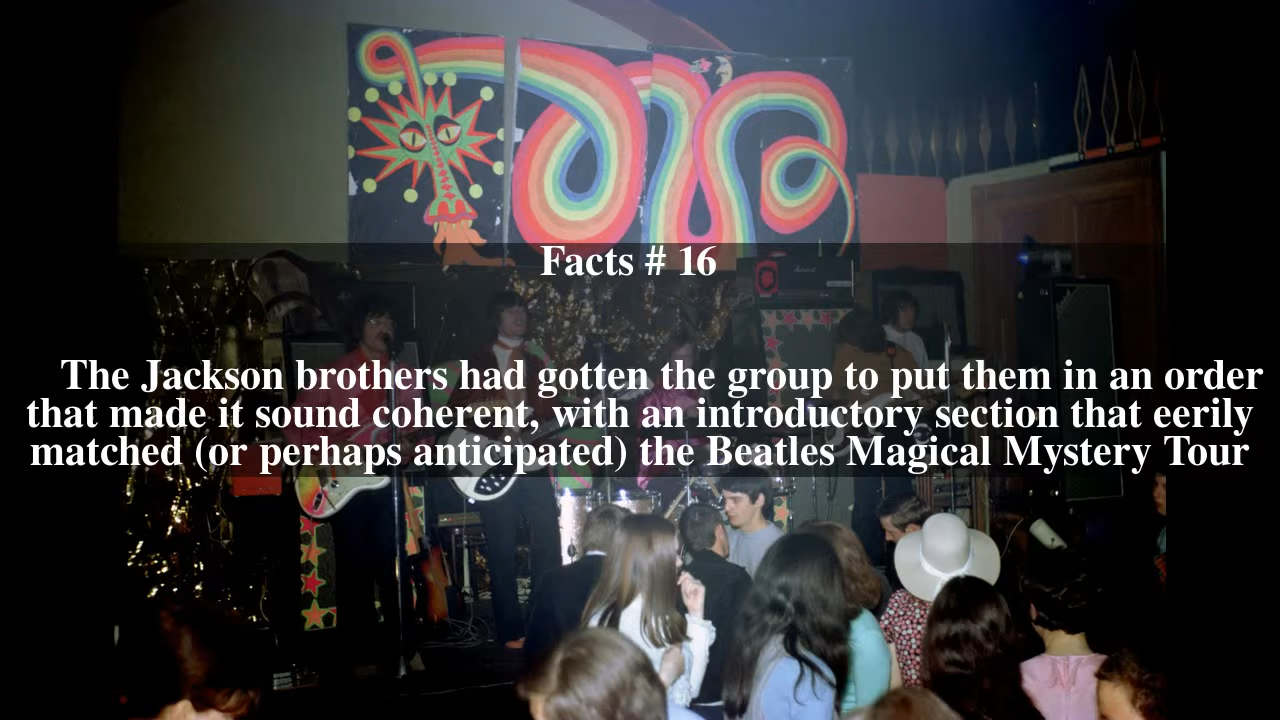 Facts # 16
The Jackson brothers had gotten the group to put them in an order
that made it sound coherent, with an introductory section that eerily
matched (or perhaps anticipated) the Beatles Magical Mystery Tour